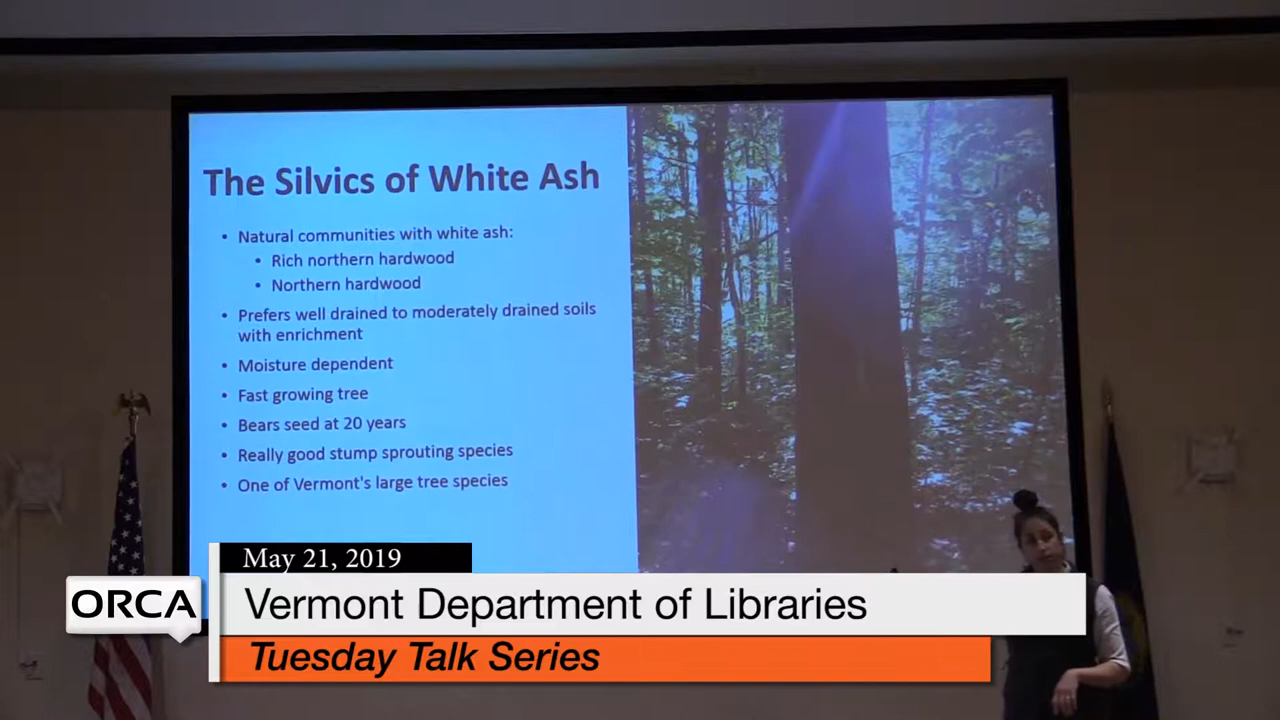 The Silvics of White Ash
• Natural communities with white ash:
• Rich northern hardwood
• Northern hardwood
• Prefers well drained to moderately drained soils
with enrichment
• Moisture dependent
• Fast growing tree
• Bears seed at 20 years
• Really good stump sprouting species
• One of Vermont's large tree species
May 21, 2019
ORCA
Vermont Department of Libraries
Tuesday Talk Series